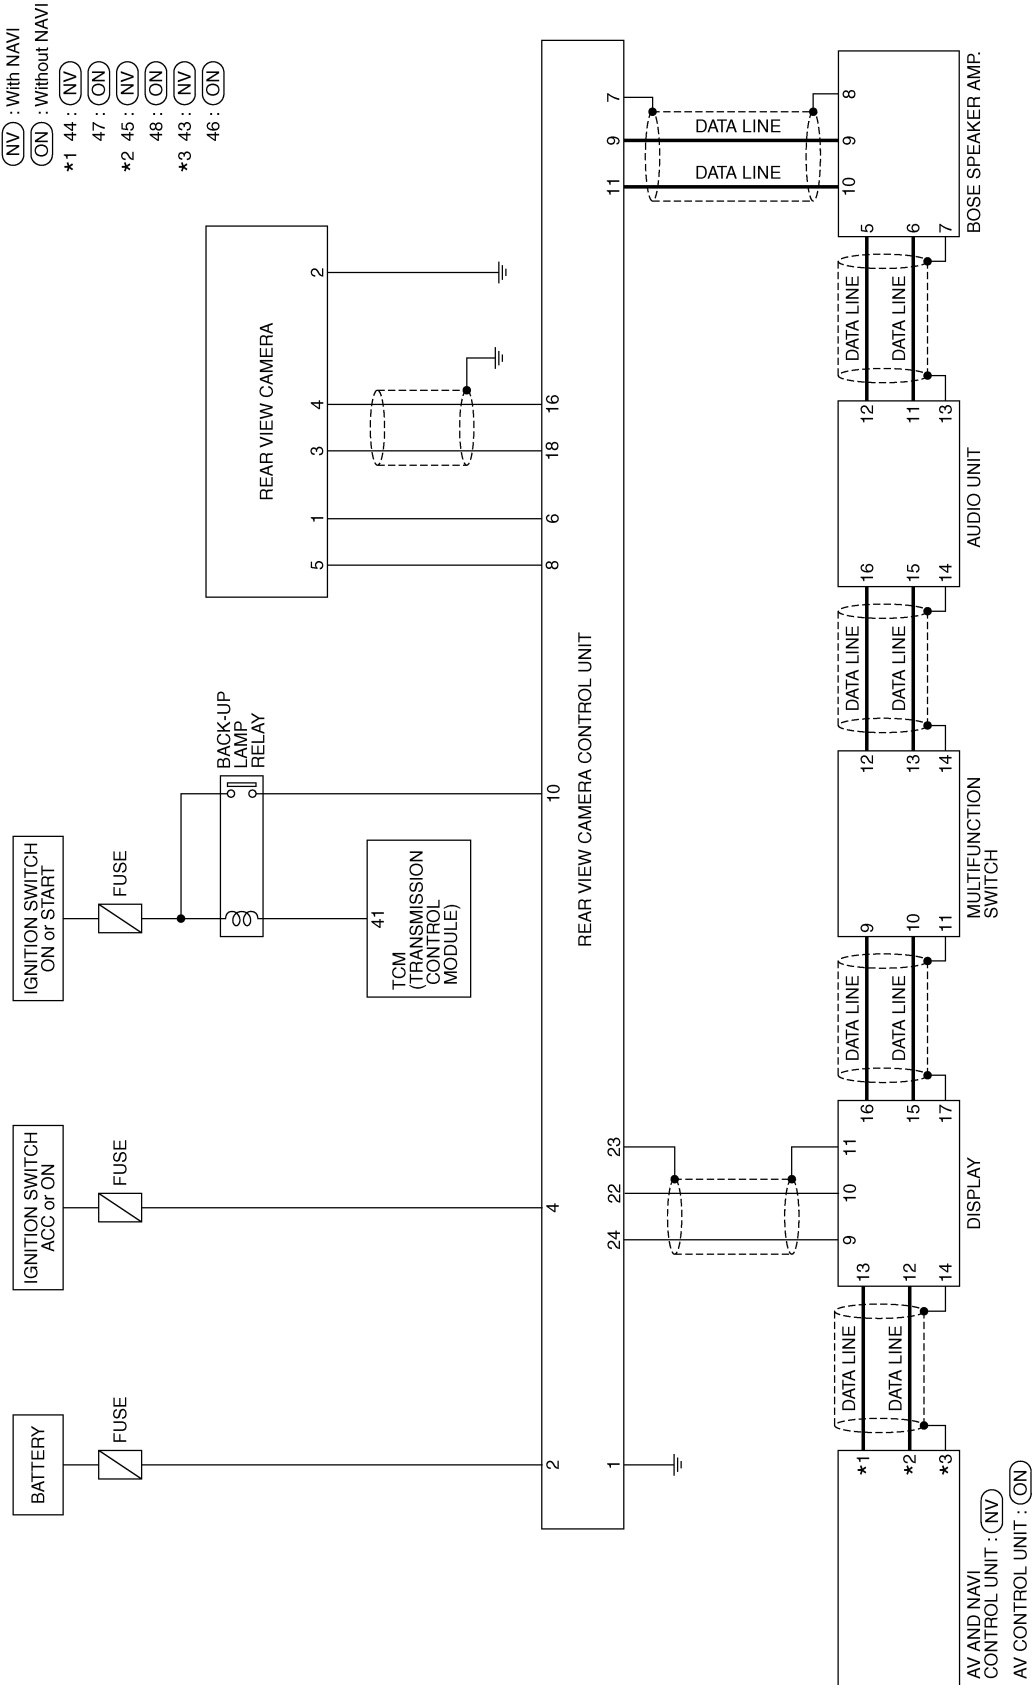 NV : With NAVI
ON : Without NAVI
*1 44 : NV
47 : ON
*2 45 : NV
48 : ON
*3 43 : NV
46 : ON
BATTERY
FUSE
IGNITION SWITCH
ACC or ON
FUSE
IGNITION SWITCH
ON or START
FUSE
BACK-UP
LAMP
RELAY
41
TCM
(TRANSMISSION
CONTROL
MODULE)
REAR VIEW CAMERA
5 1 3 4 2
2 4 10 8 6 18 16
REAR VIEW CAMERA CONTROL UNIT
1 24 22 23 11 9 7
DATA LINE
DATA LINE
9 10 11
10 9 8
*1
*2
*3
DATA LINE
DATA LINE
13
12
14
16
15
17
DATA LINE
DATA LINE
9
10
11
12
13
14
DATA LINE
DATA LINE
16
15
14
12
11
13
DATA LINE
DATA LINE
5
6
7
AV AND NAVI
CONTROL UNIT : NV
AV CONTROL UNIT : ON
DISPLAY
MULTIFUNCTION
SWITCH
AUDIO UNIT
BOSE SPEAKER AMP.